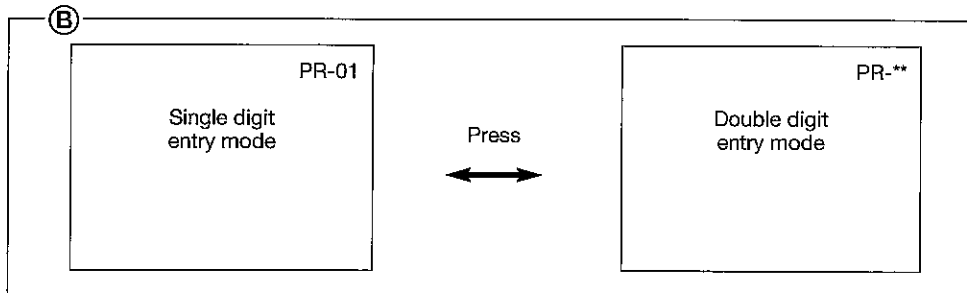 B
PR-01
Single digit
entry mode
Press
PR-**
Double digit
entry mode